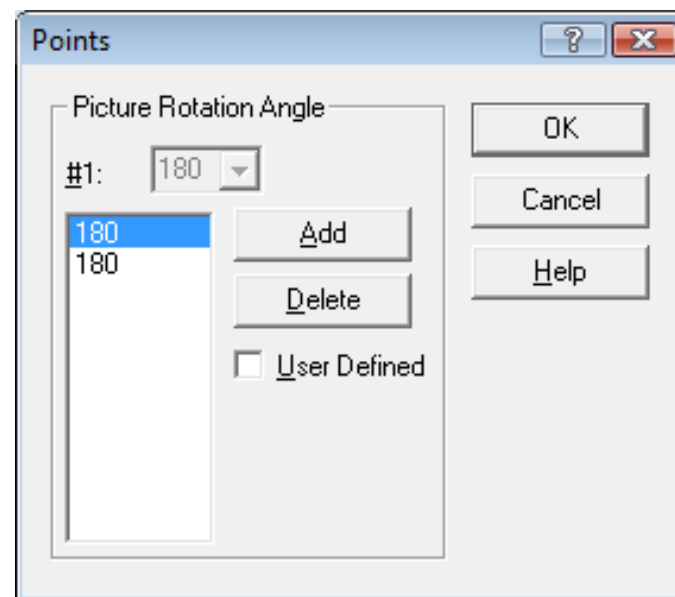 Points
Picture Rotation Angle
#1: 180
180
180
Add
Delete
User Defined
OK
Cancel
Help